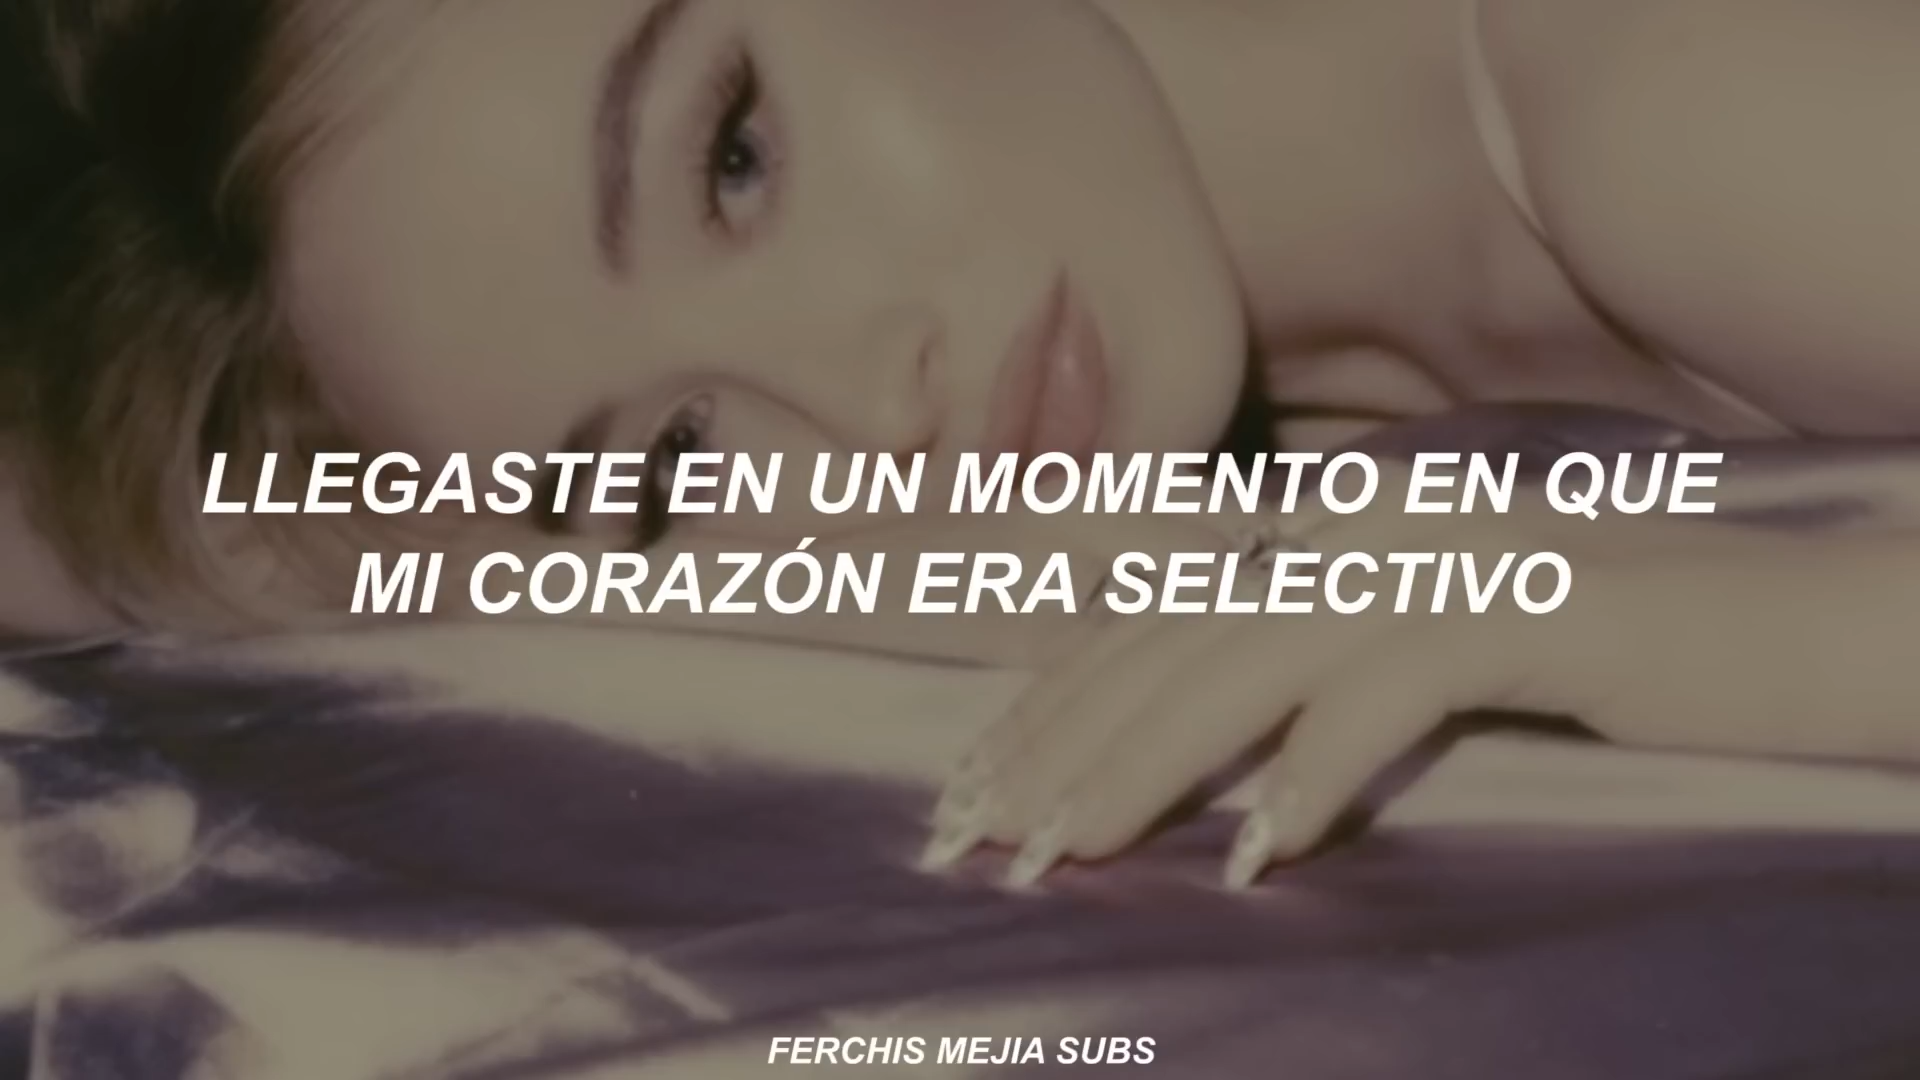 LLEGASTE EN UN MOMENTO EN QUE
MI CORAZÓN ERA SELECTIVO
FERCHIS MEJIA SUBS